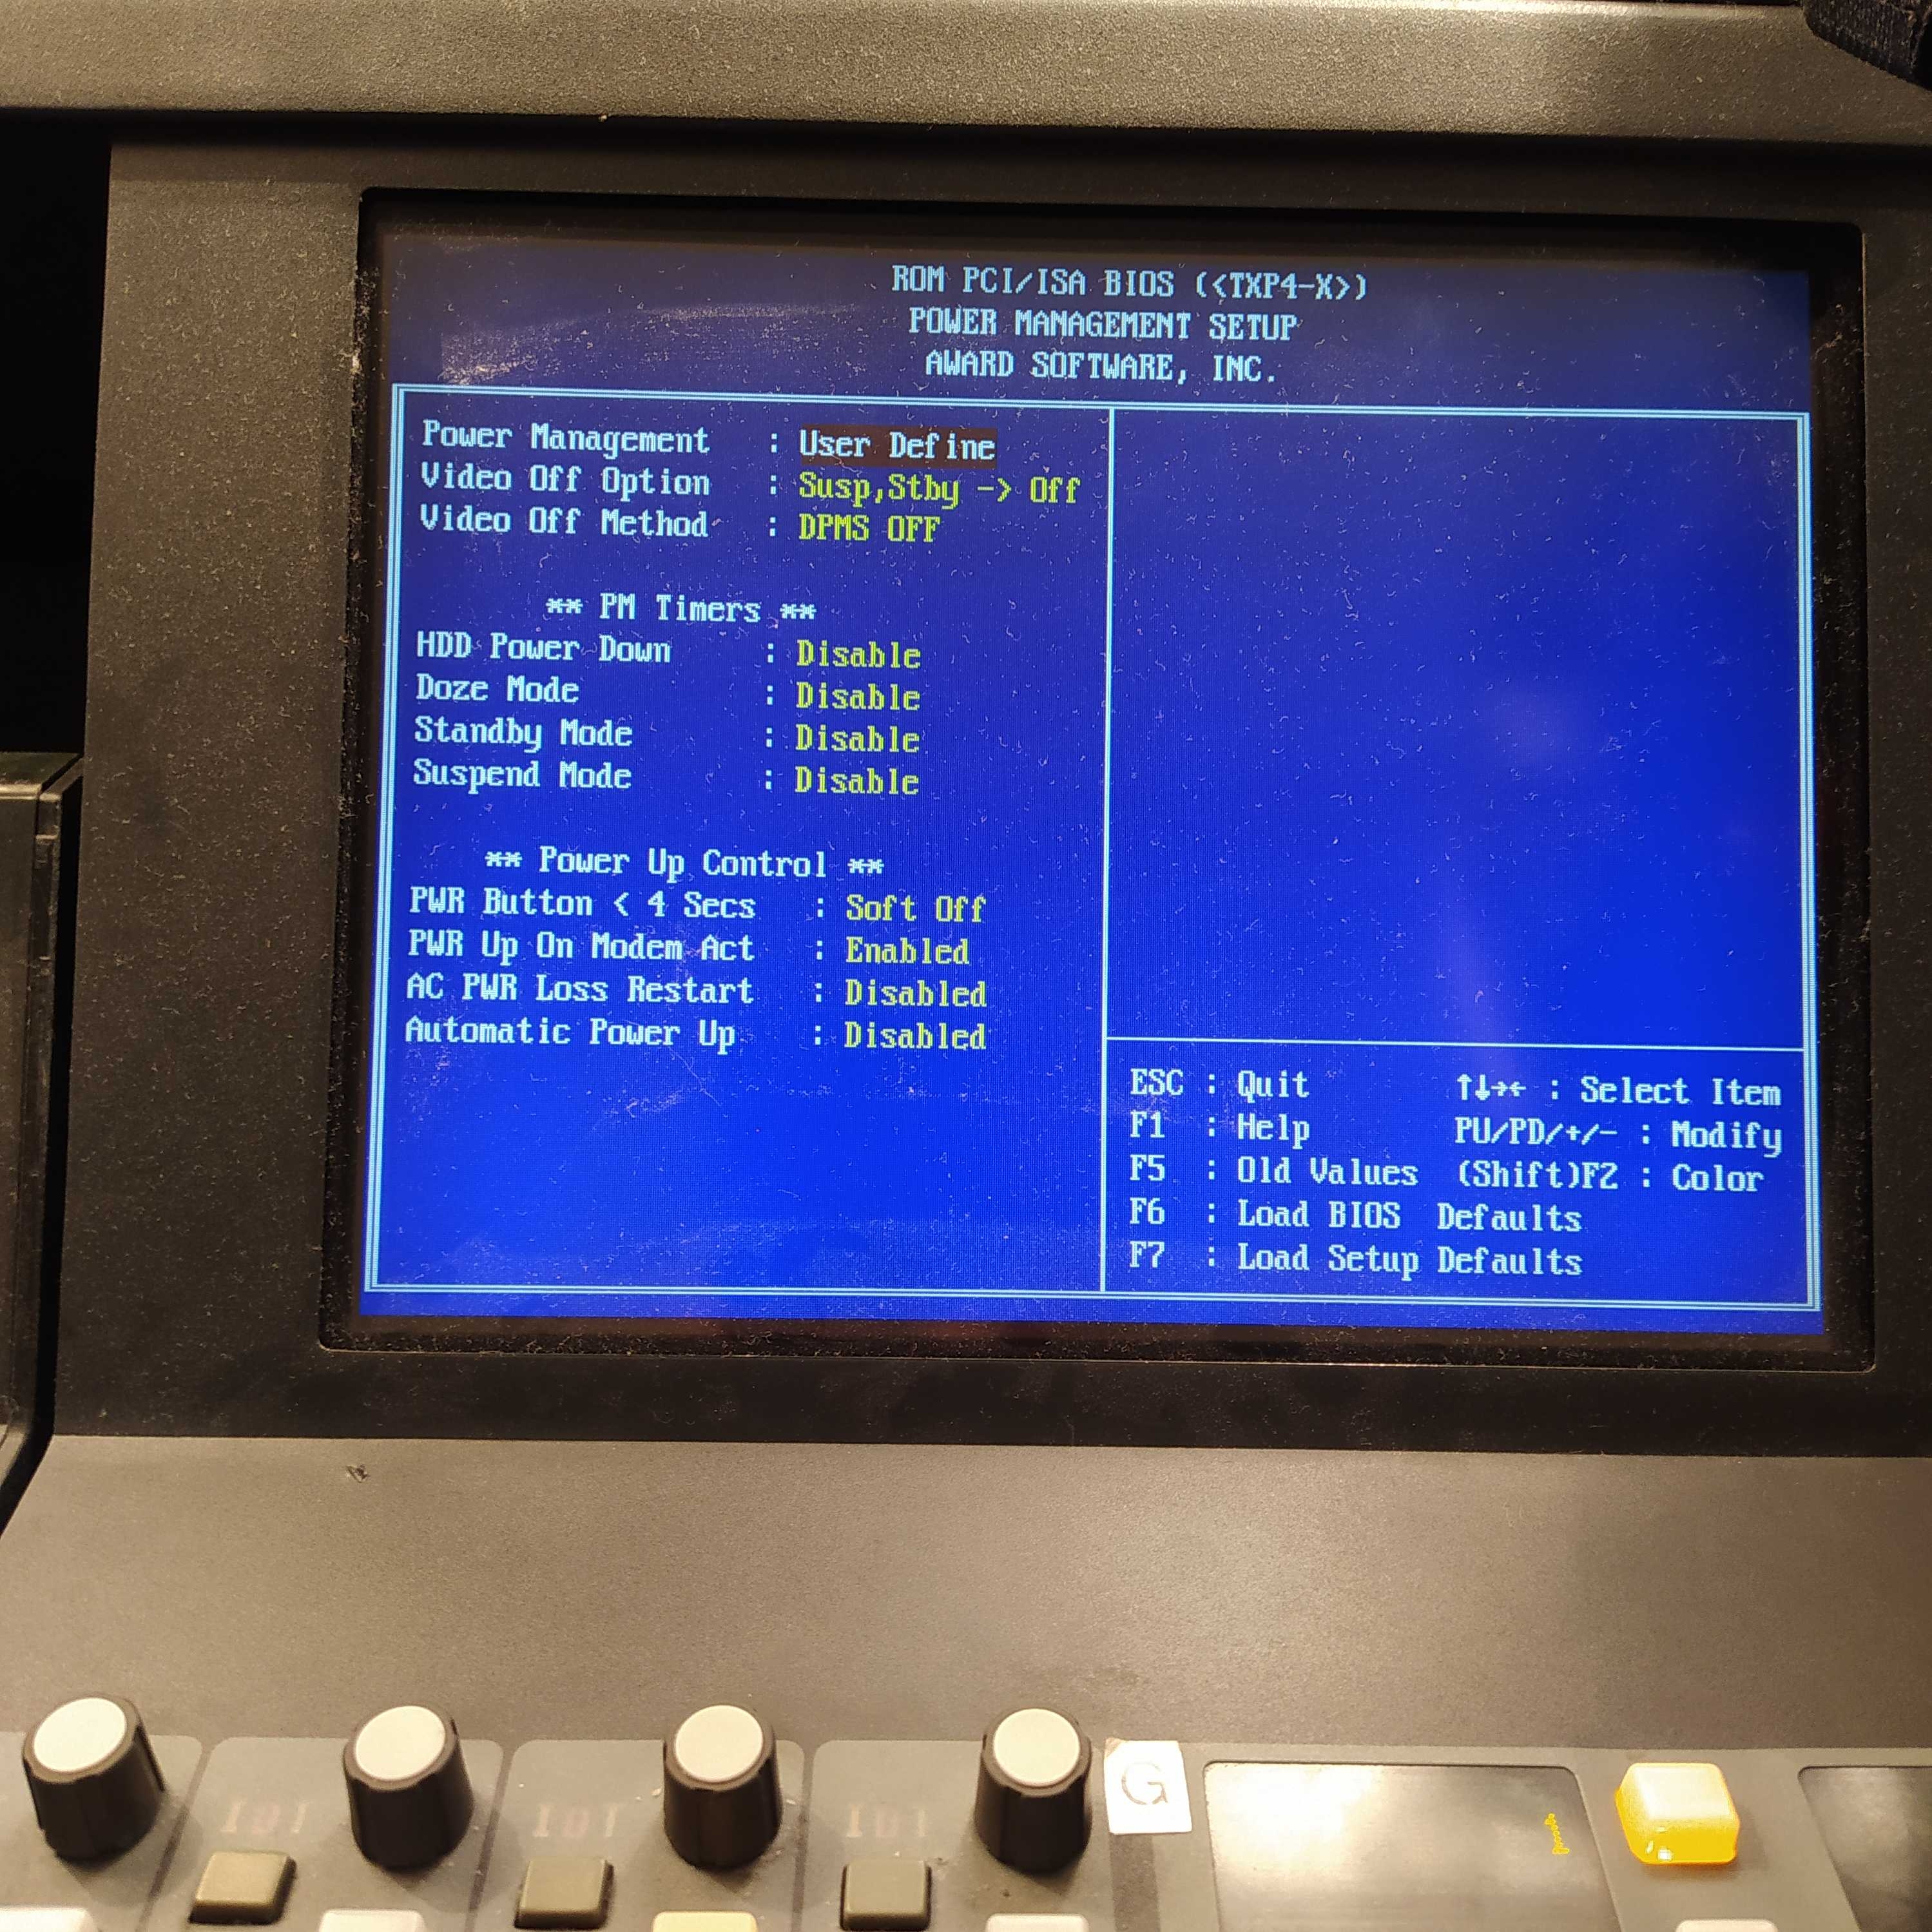 ROM PCI/ISA BIOS (<TXP4-X>)
POWER MANAGEMENT SETUP
AWARD SOFTWARE, INC.
Power Management : User Define
Video Off Option : Susp,Stby -> Off
Video Off Method : DPMS OFF
** PM Timers **
HDD Power Down : Disable
Doze Mode : Disable
Standby Mode : Disable
Suspend Mode : Disable
** Power Up Control **
PWR Button < 4 Secs : Soft Off
PWR Up On Modem Act : Enabled
AC PWR Loss Restart : Disabled
Automatic Power Up : Disabled
ESC : Quit ↑↓→← : Select Item
F1 : Help PU/PD/+/- : Modify
F5 : Old Values (Shift)F2 : Color
F6 : Load BIOS Defaults
F7 : Load Setup Defaults
G